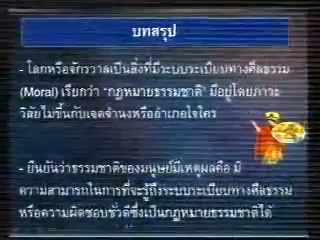 บทสรุป
- โลกหรือจักรวาลเป็นสิ่งที่มีระบบระเบียบทางศีลธรรม
(Moral) เรียกว่า "กฎหมายธรรมชาติ" มีอยู่โดยภาวะ
วิสัยไม่ขึ้นกับเจตจำนงหรืออำเภอใจใคร
- ยืนยันว่าธรรมชาติของมนุษย์มีเหตุผลคือ มี
ความสามารถในการที่จะรู้ถึงระบบระเบียบทางศีลธรรม
หรือความผิดชอบชั่วดีซึ่งเป็นกฎหมายธรรมชาติได้